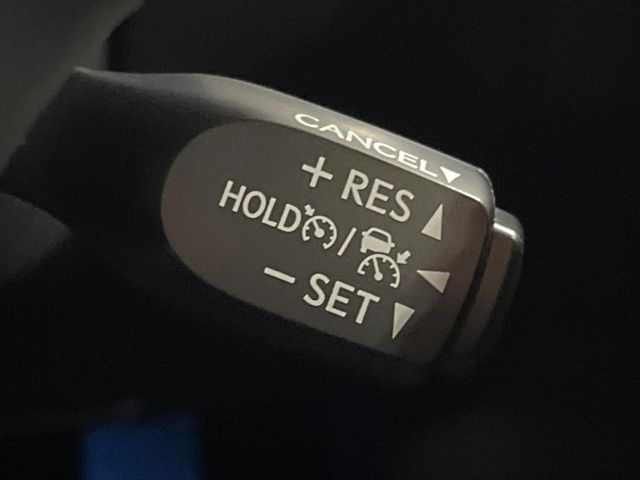 CANCEL▼
+ RES ▲
HOLD / ◀
− SET ▼